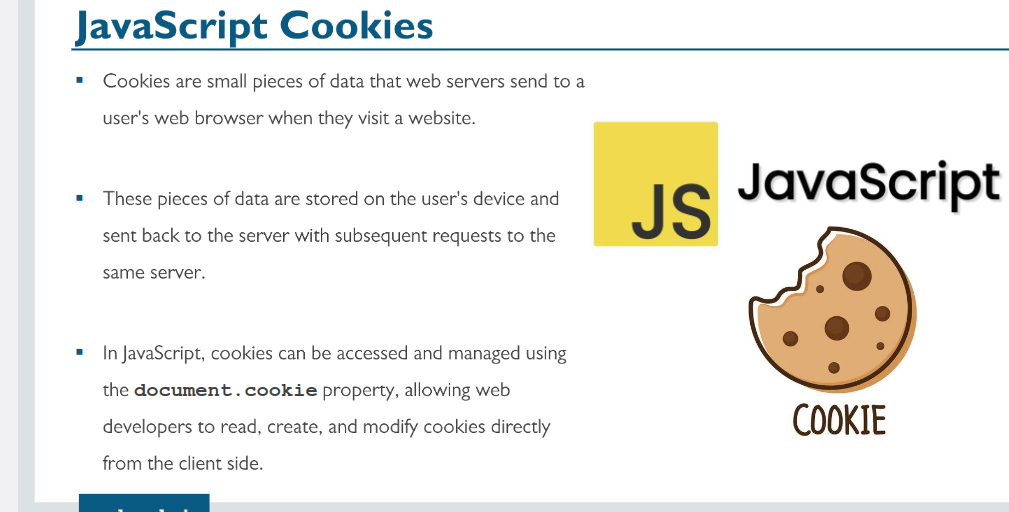 JavaScript Cookies
▪ Cookies are small pieces of data that web servers send to a
user's web browser when they visit a website.
▪ These pieces of data are stored on the user's device and
sent back to the server with subsequent requests to the
same server.
▪ In JavaScript, cookies can be accessed and managed using
the document.cookie property, allowing web
developers to read, create, and modify cookies directly
from the client side.
JS
JavaScript
COOKIE